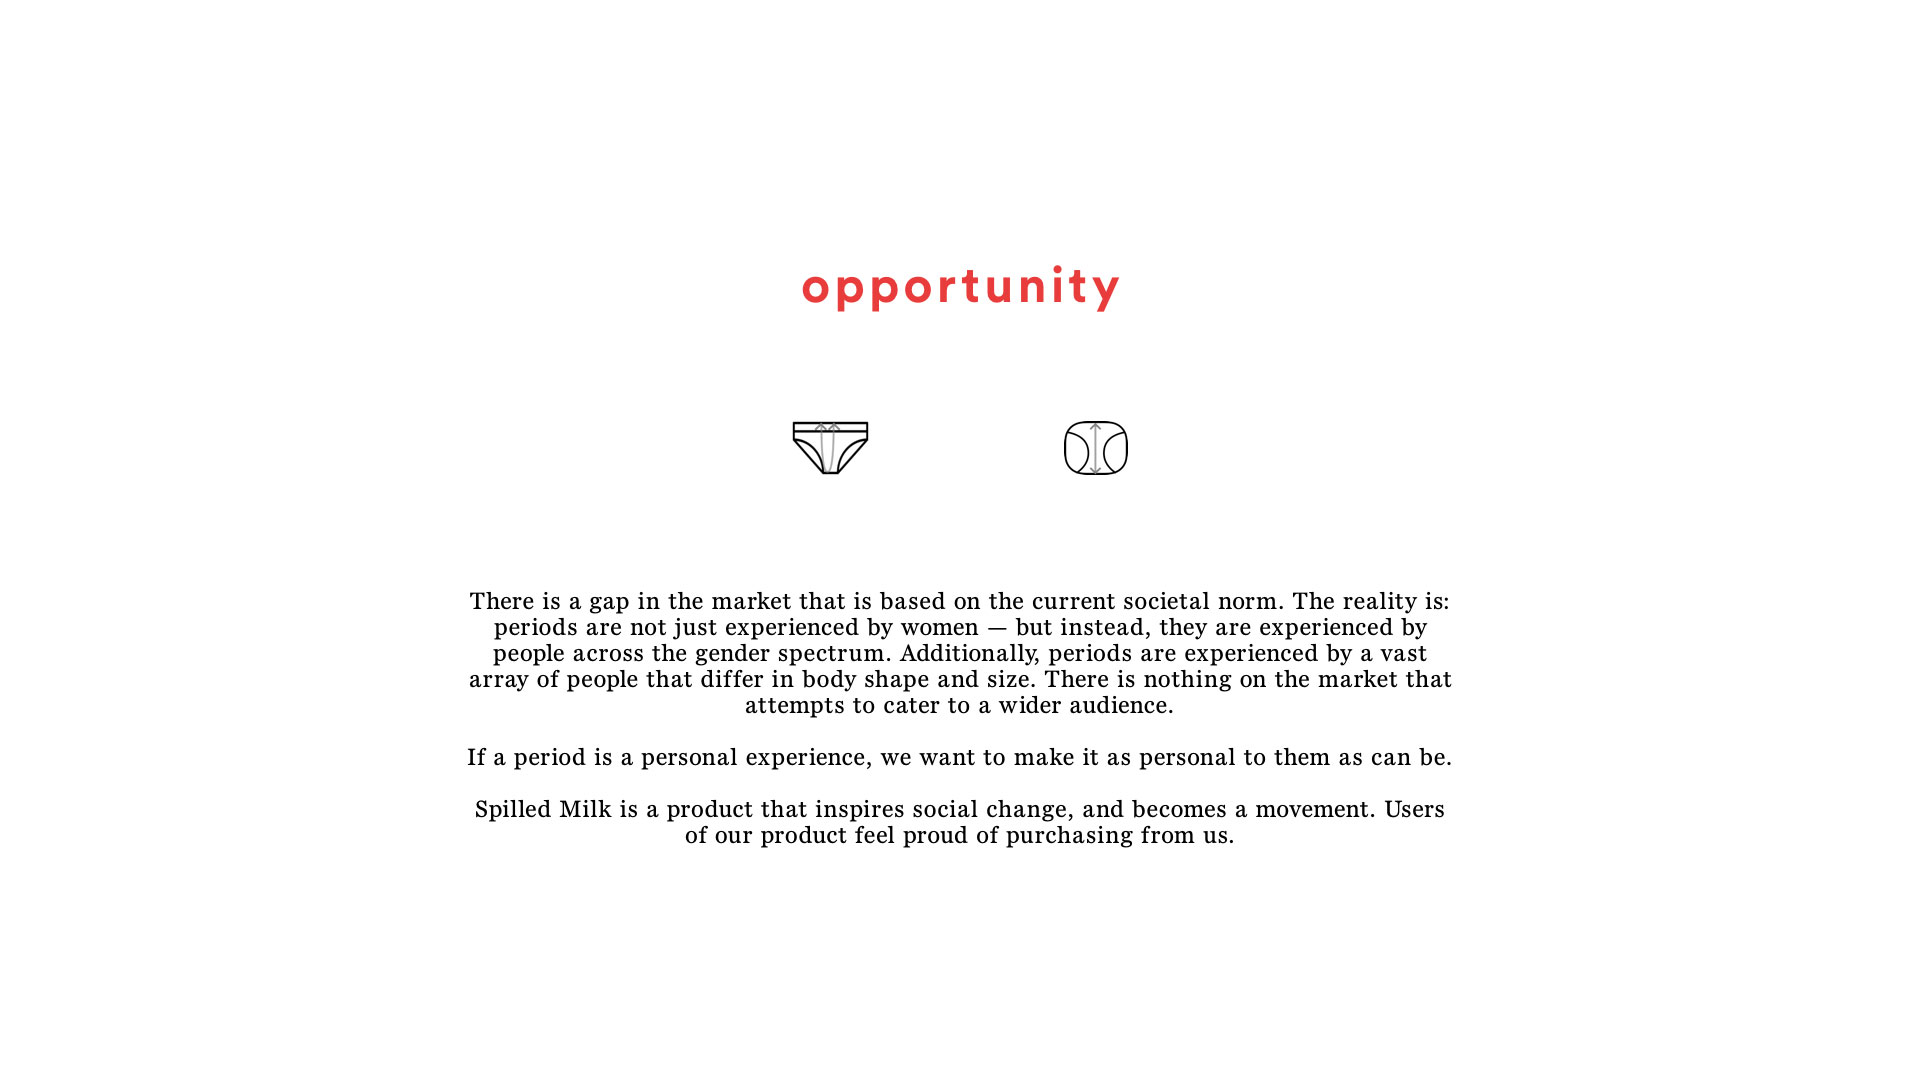 opportunity
There is a gap in the market that is based on the current societal norm. The reality is:
periods are not just experienced by women — but instead, they are experienced by
people across the gender spectrum. Additionally, periods are experienced by a vast
array of people that differ in body shape and size. There is nothing on the market that
attempts to cater to a wider audience.
If a period is a personal experience, we want to make it as personal to them as can be.
Spilled Milk is a product that inspires social change, and becomes a movement. Users
of our product feel proud of purchasing from us.